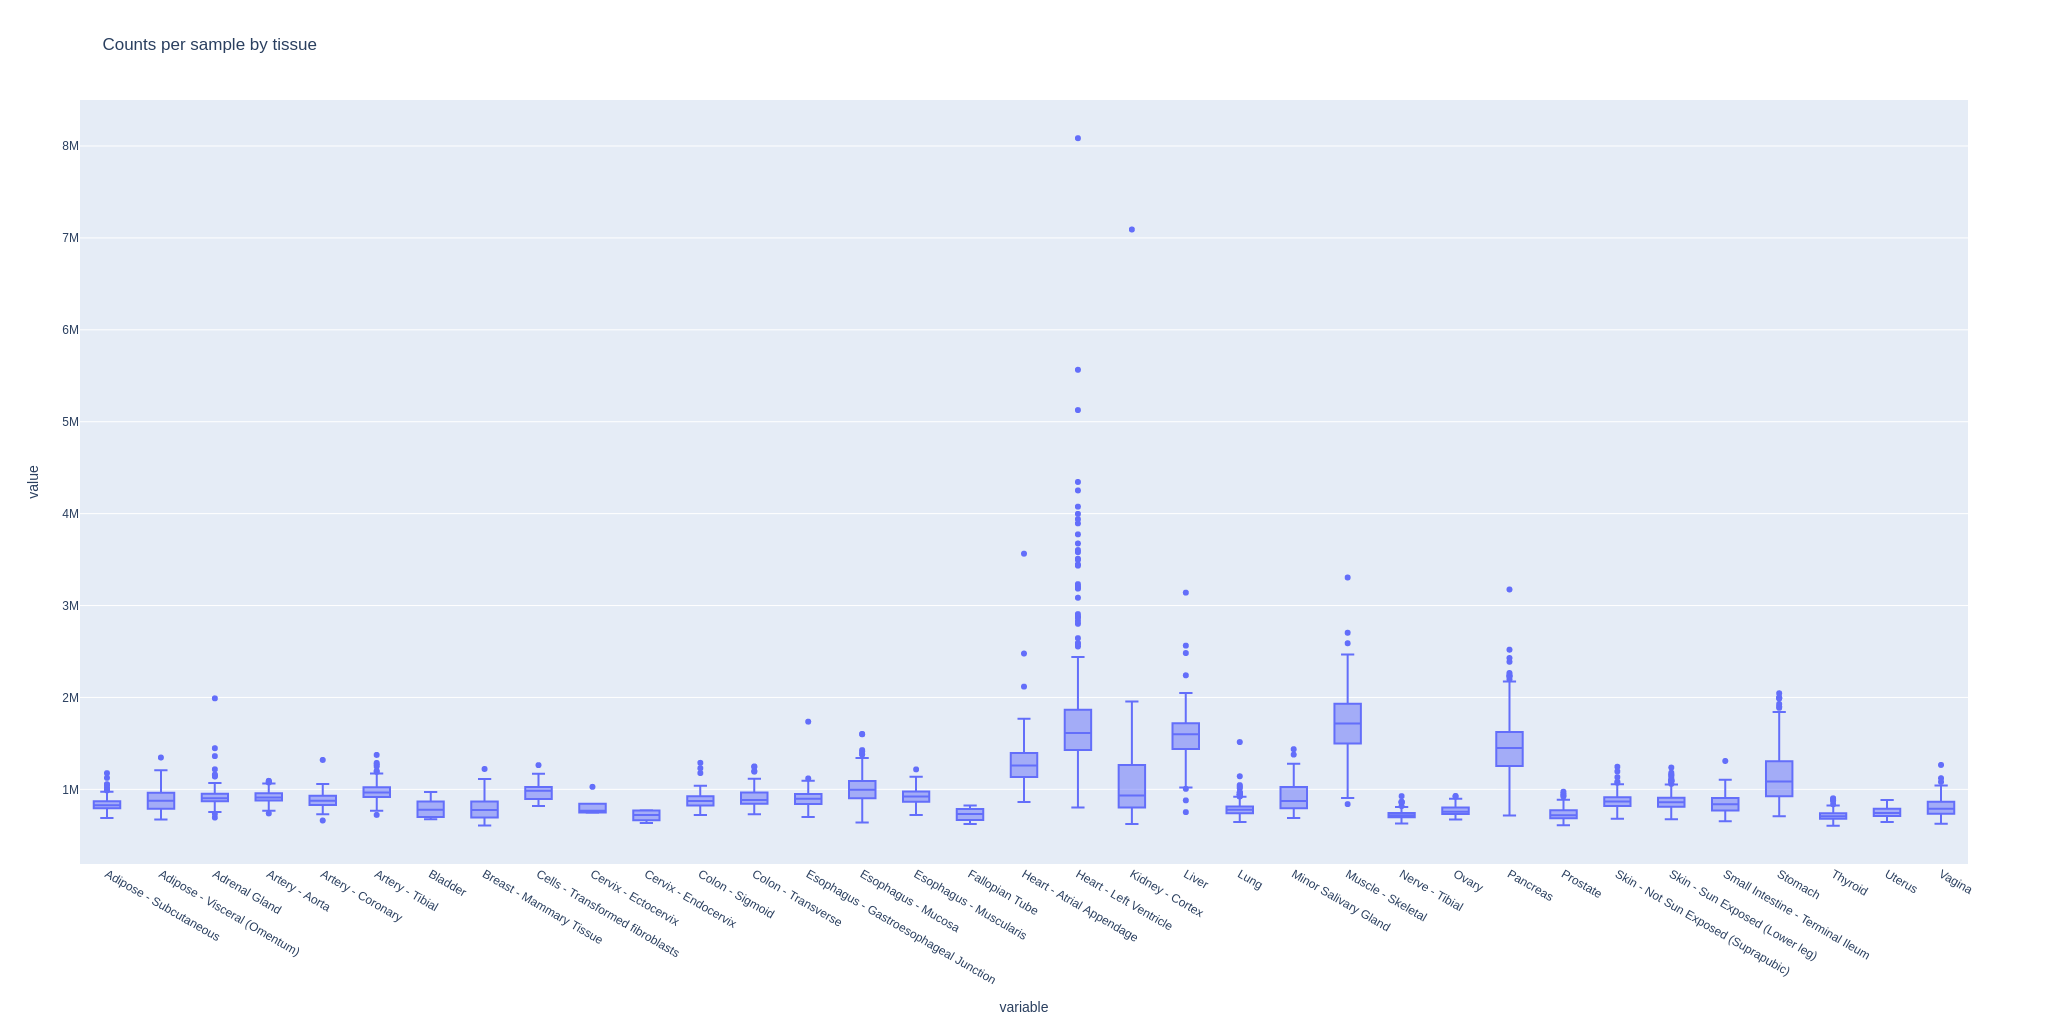 Counts per sample by tissue
8M
7M
6M
5M
4M
3M
2M
1M
value
Adipose - Subcutaneous
Adipose - Visceral (Omentum)
Adrenal Gland
Artery - Aorta
Artery - Coronary
Artery - Tibial
Bladder
Breast - Mammary Tissue
Cells - Transformed fibroblasts
Cervix - Ectocervix
Cervix - Endocervix
Colon - Sigmoid
Colon - Transverse
Esophagus - Gastroesophageal Junction
Esophagus - Mucosa
Esophagus - Muscularis
Fallopian Tube
Heart - Atrial Appendage
Heart - Left Ventricle
Kidney - Cortex
Liver
Lung
Minor Salivary Gland
Muscle - Skeletal
Nerve - Tibial
Ovary
Pancreas
Prostate
Skin - Not Sun Exposed (Suprapubic)
Skin - Sun Exposed (Lower leg)
Small Intestine - Terminal Ileum
Stomach
Thyroid
Uterus
Vagina
variable